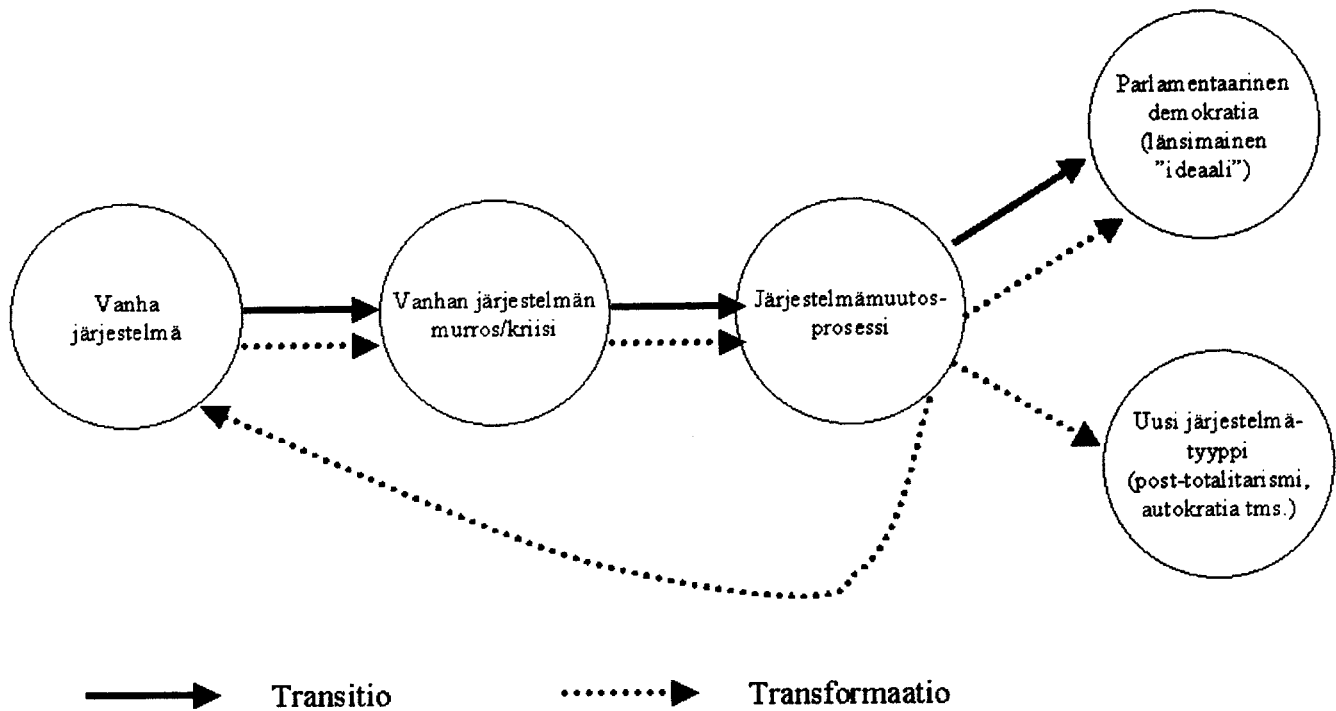 Vanha
järjestelmä
Vanhan järjestelmän
murros/kriisi
Järjestelmämuutos-
prosessi
Parlamentaarinen
demokratia
(länsimainen
"ideaali")
Uusi järjestelmä-
tyyppi
(post-totalitarismi,
autokratia tms.)
Transitio
Transformaatio